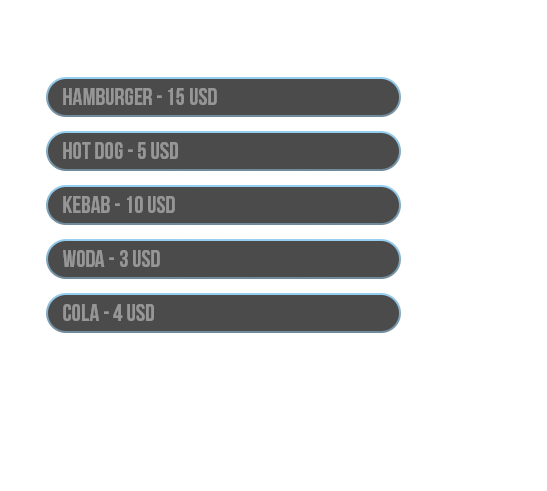 HAMBURGER - 15 USD
HOT DOG - 5 USD
KEBAB - 10 USD
WODA - 3 USD
COLA - 4 USD